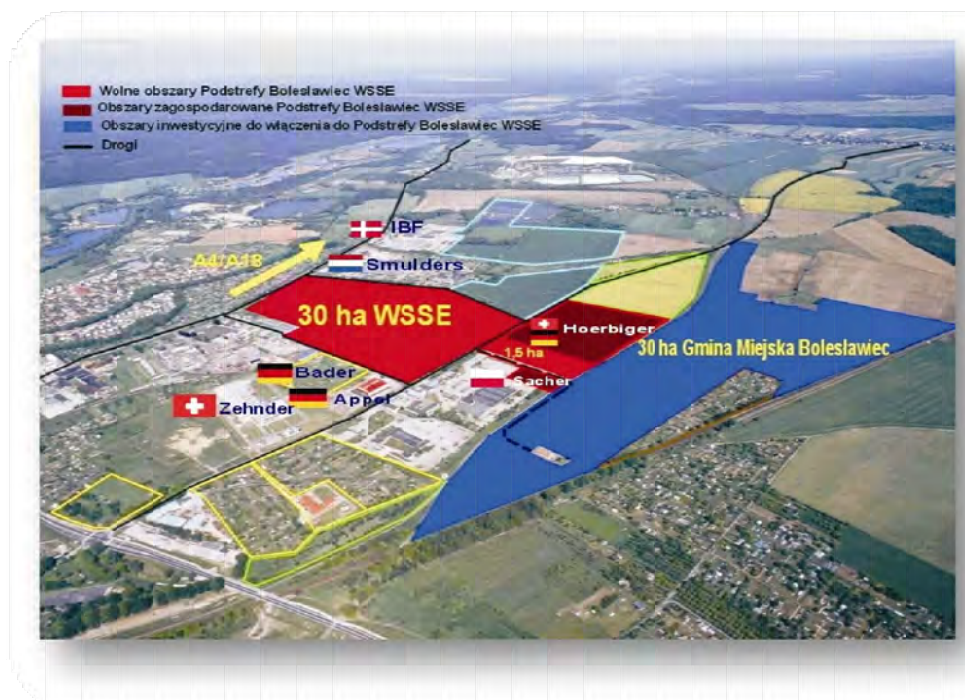 Wolne obszary Podstrefy Bolesławiec WSSE
Obszary zagospodarowane Podstrefy Bolesławiec WSSE
Obszary inwestycyjne do włączenia do Podstrefy Bolesławiec WSSE
Drogi
IBF
A4/A18
Smulders
30 ha WSSE
Hoerbiger
1,5 ha
30 ha Gmina Miejska Bolesławiec
Bader
Sacher
Appel
Zehnder